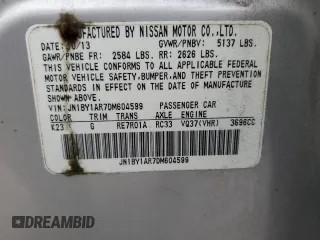 MANUFACTURED BY NISSAN MOTOR CO.,LTD.
DATE: 10/13 GVWR/PNBV: 5137 LBS.
GAWR/PNBE FR: 2584 LBS. RR: 2626 LBS.
THIS VEHICLE CONFORMS TO ALL APPLICABLE FEDERAL
MOTOR VEHICLE SAFETY,BUMPER,AND THEFT PREVENTION
STANDARDS IN EFFECT ON THE DATE OF MANUFACTURE
SHOWN ABOVE.
VIN:JN1BY1AR7DM604599 PASSENGER CAR
COLOR TRIM TRANS AXLE ENGINE
K23 G RE7R01A RC33 VQ37(VHR) 3696CC
JN1BY1AR7DM604599
A AutoBidMaster